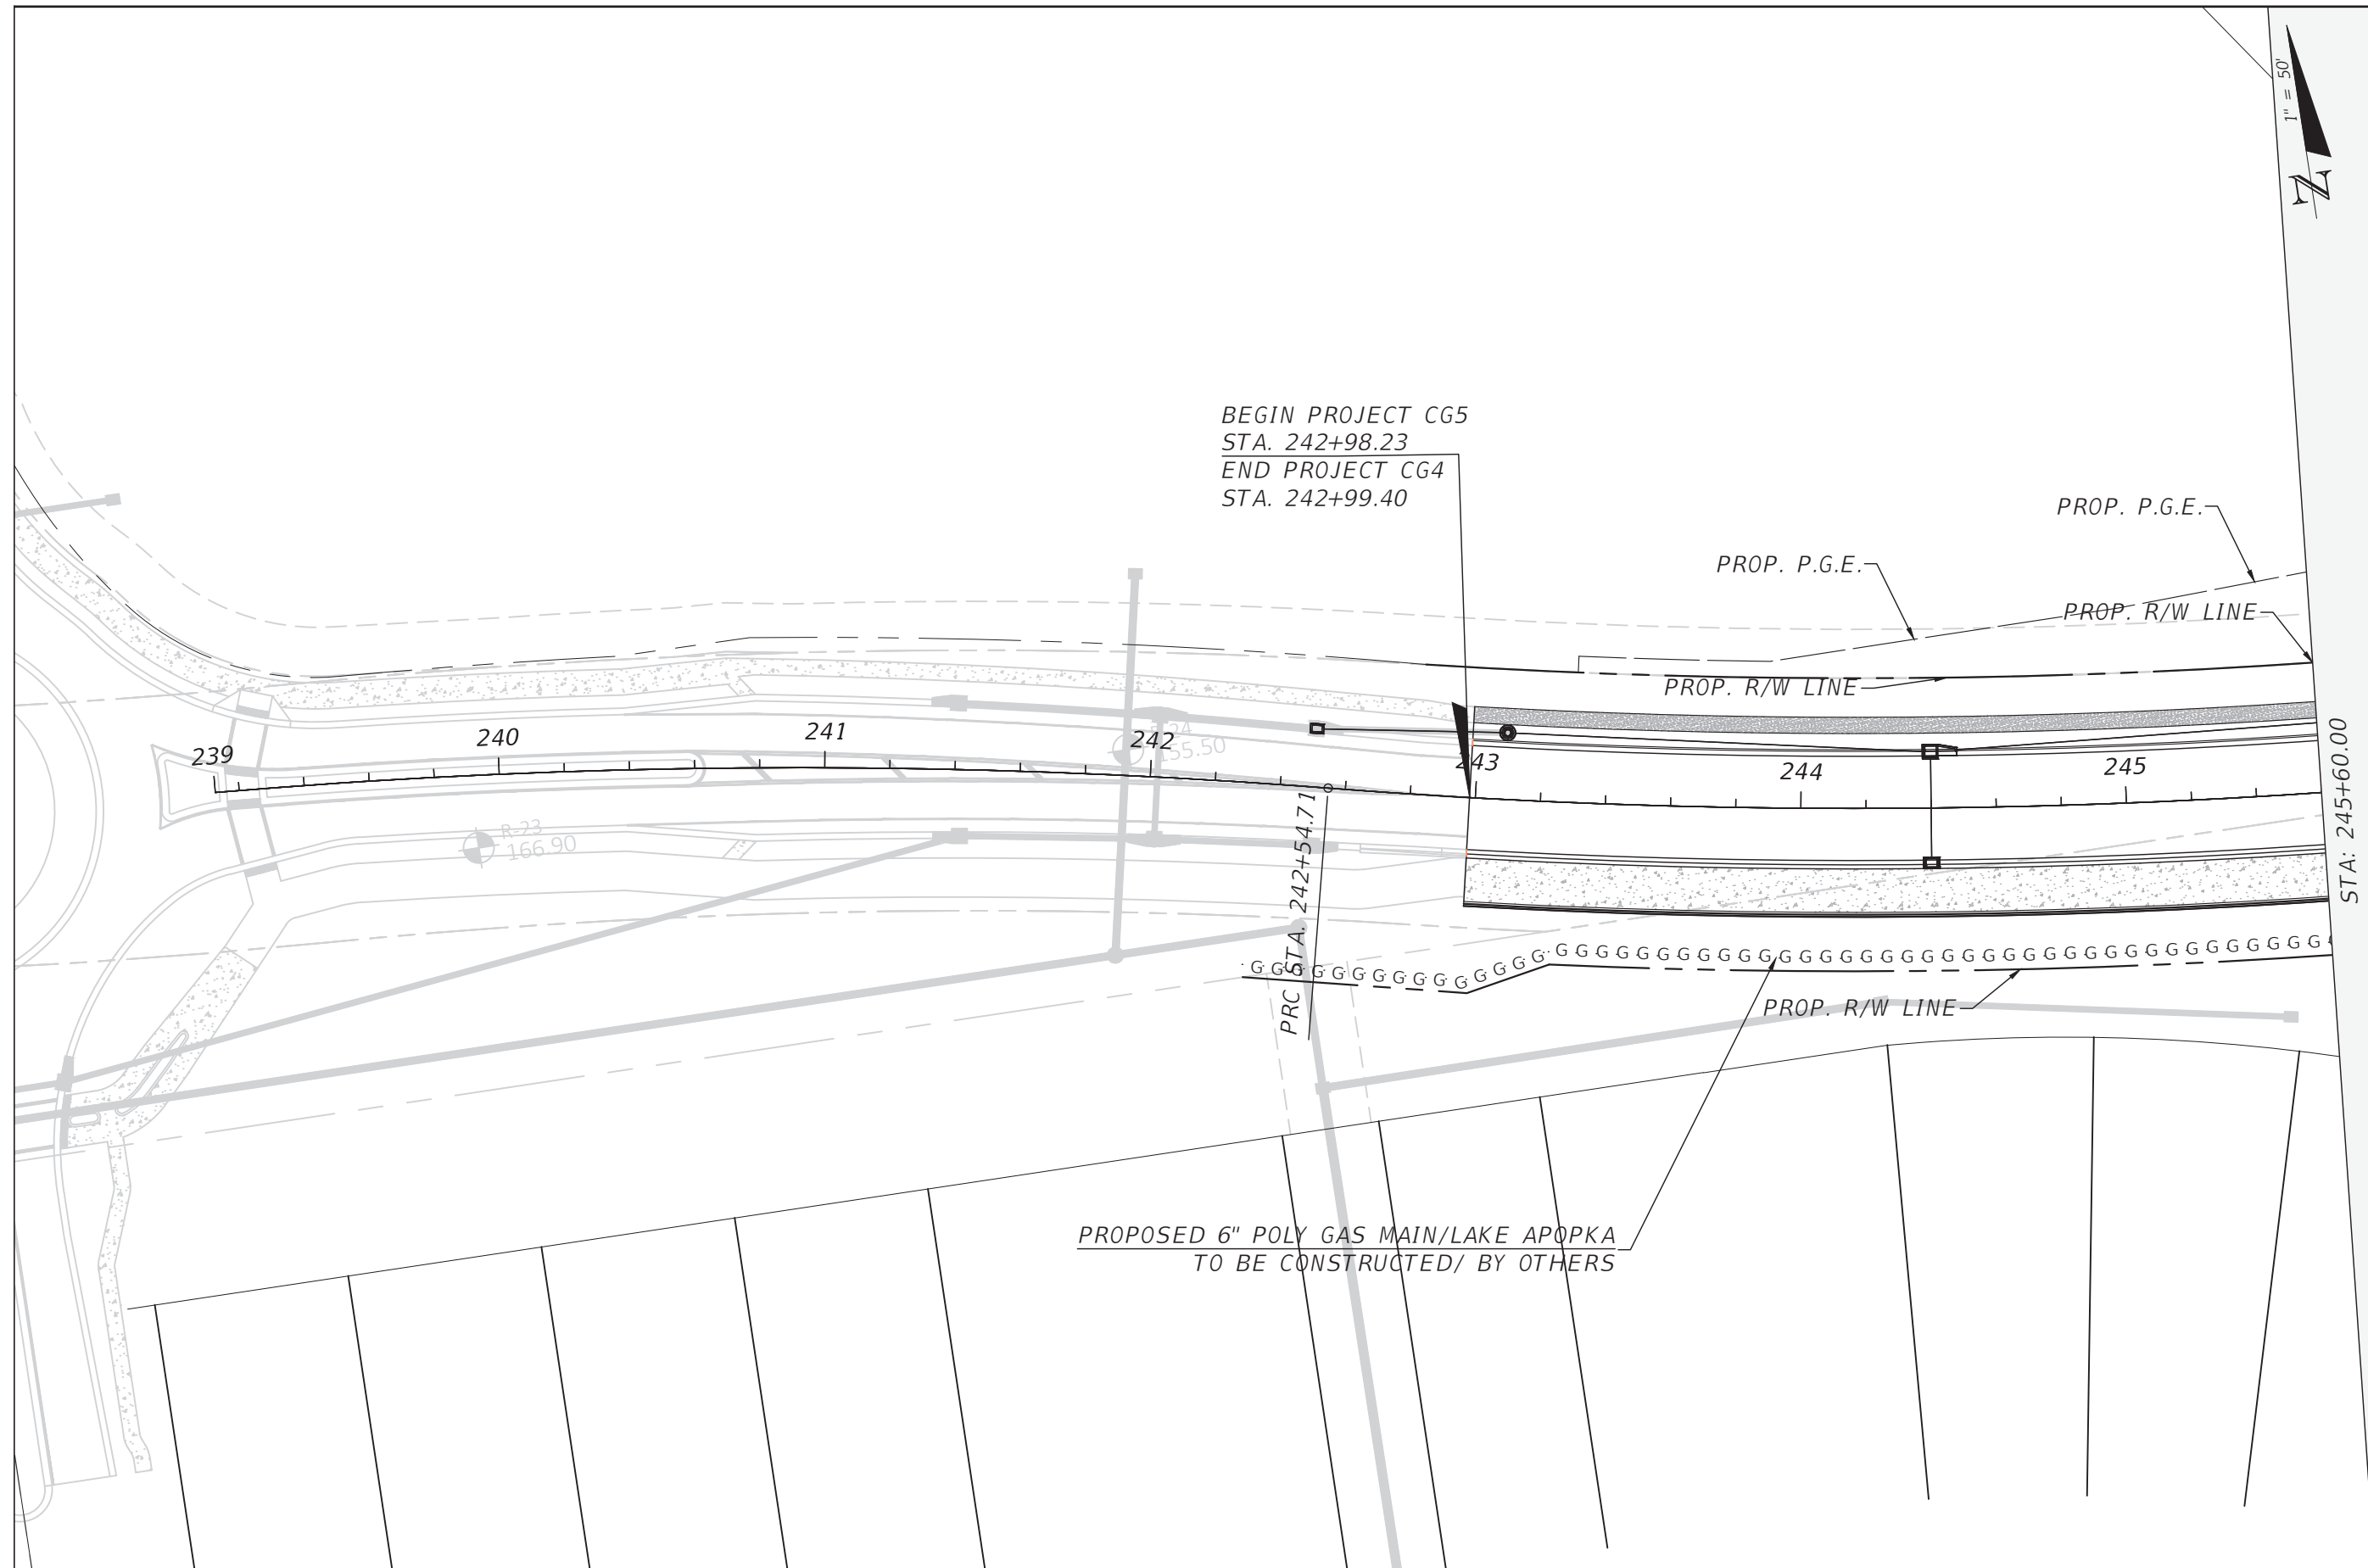 1" = 50'
N
BEGIN PROJECT CG5
STA. 242+98.23
END PROJECT CG4
STA. 242+99.40
PROP. P.G.E.
PROP. P.G.E.
PROP. R/W LINE
PROP. R/W LINE
239
240
241
242
243
244
245
R-24
155.50
R-23
166.90
STA: 245+60.00
PRC STA. 242+54.71
G G G G G G G G G G G G G G G G G G G G G G G G G G G G G G G G G G G G G G G G G G G G G G G G G G G G G G
PROP. R/W LINE
PROPOSED 6" POLY GAS MAIN/LAKE APOPKA
TO BE CONSTRUCTED/ BY OTHERS